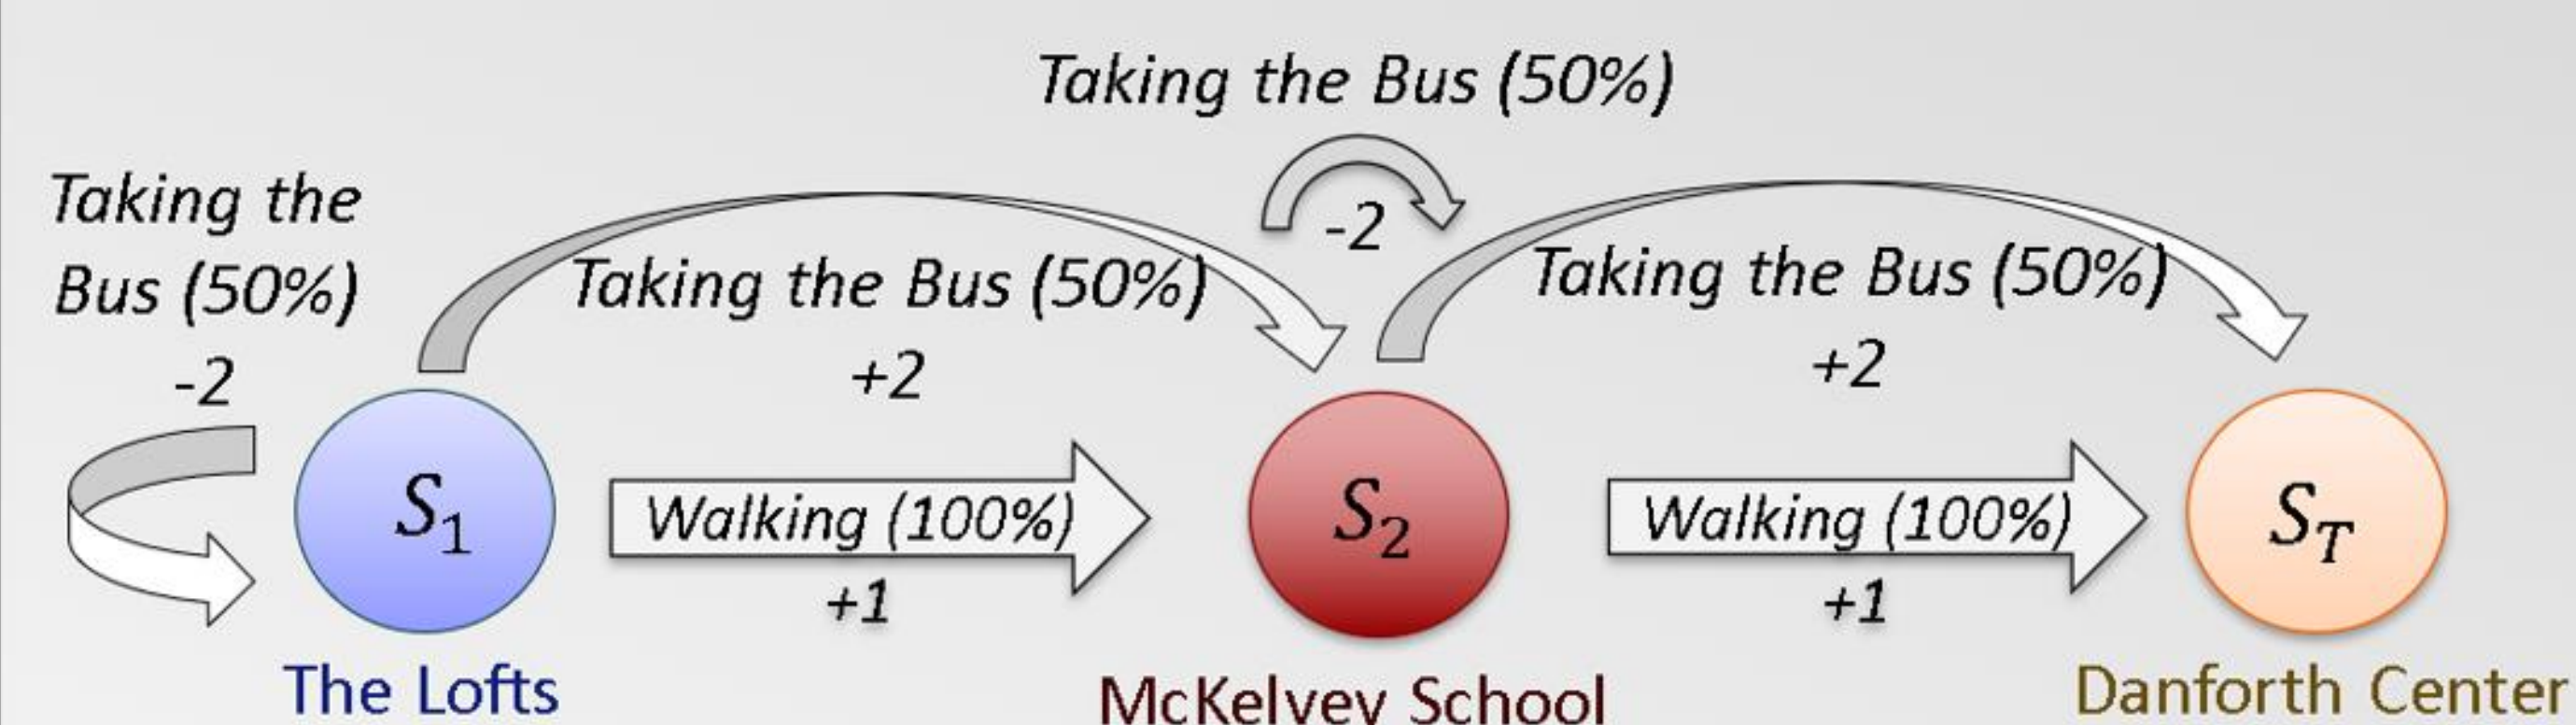 Taking the Bus (50%)
-2
Taking the
Bus (50%)
-2
Taking the Bus (50%)
+2
Taking the Bus (50%)
+2
S₁
Walking (100%)
+1
S₂
Walking (100%)
+1
S_T
The Lofts
McKelvey School
Danforth Center